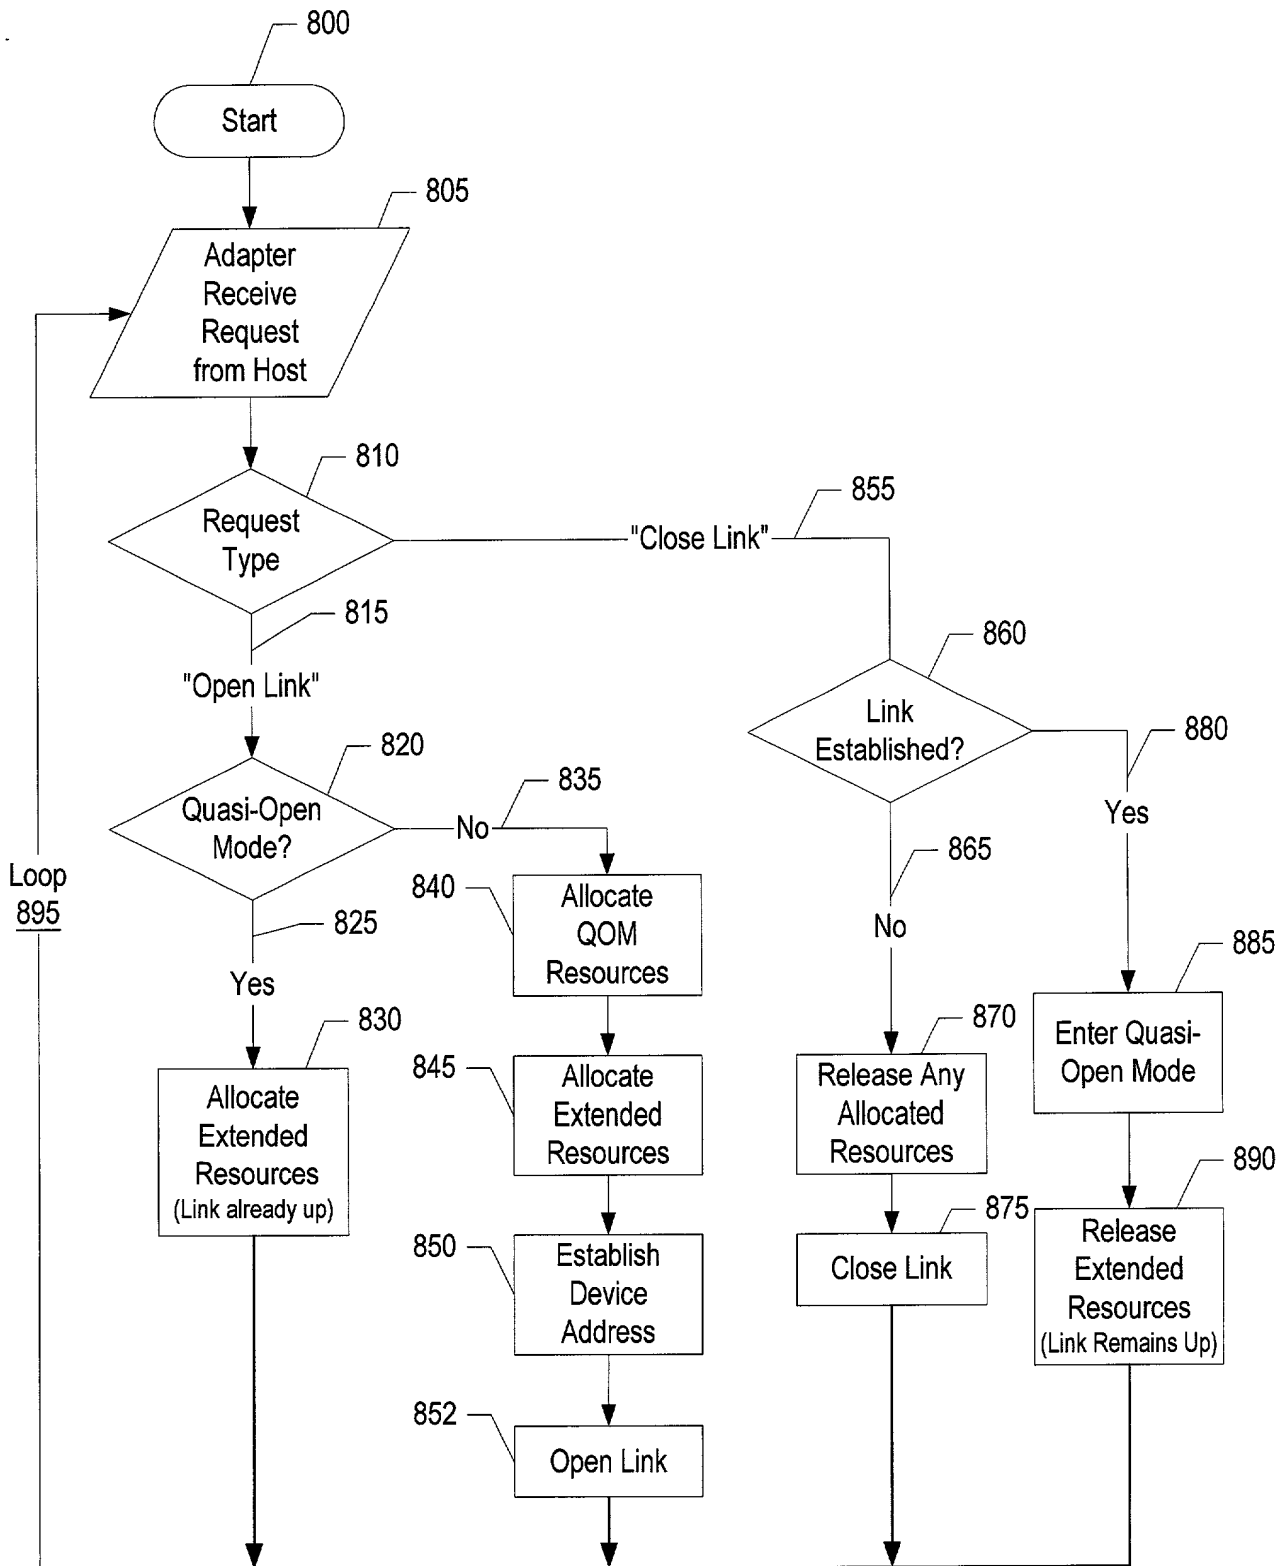 800
Start
805
Adapter
Receive
Request
from Host
810
Request
Type
855
"Close Link"
815
"Open Link"
860
Link
Established?
880
Yes
820
Quasi-Open
Mode?
835
No
865
No
Loop
895
825
Yes
840
Allocate
QOM
Resources
885
Enter Quasi-
Open Mode
830
Allocate
Extended
Resources
(Link already up)
845
Allocate
Extended
Resources
870
Release Any
Allocated
Resources
890
Release
Extended
Resources
(Link Remains Up)
850
Establish
Device
Address
875
Close Link
852
Open Link